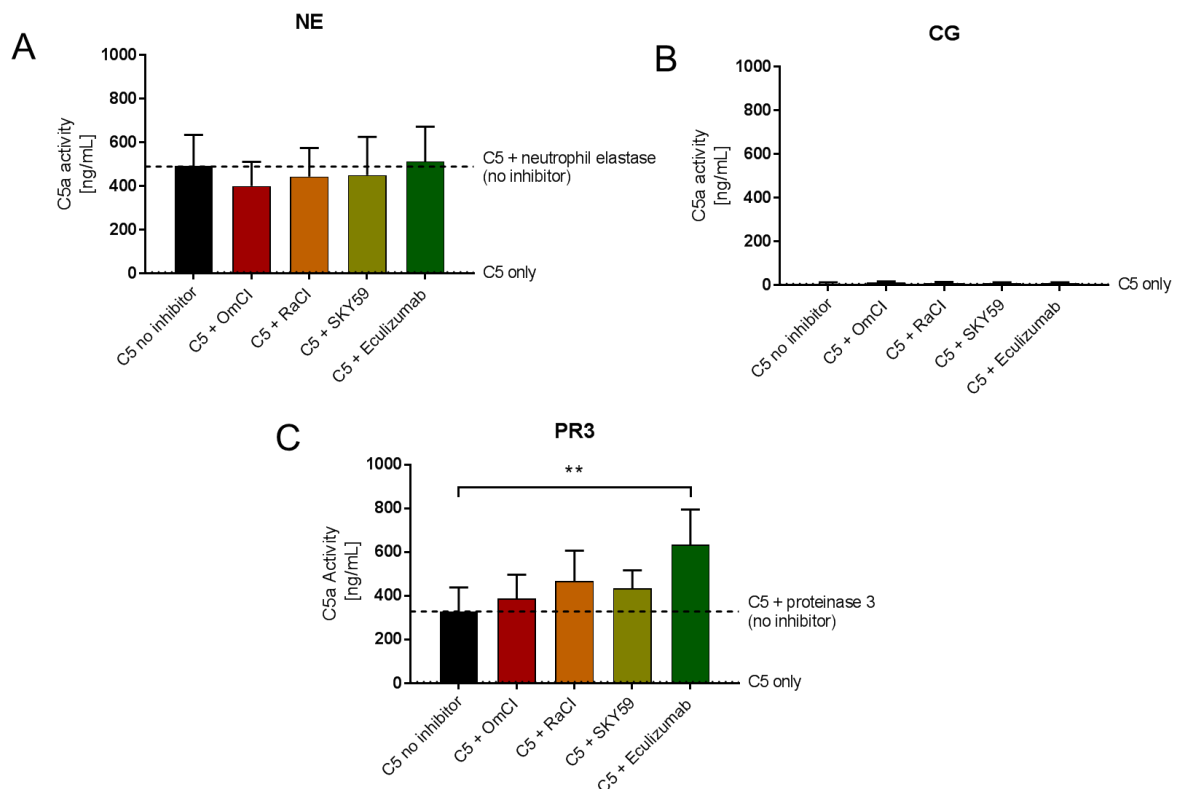 A
NE
C5a activity
[ng/mL]
1000
800
600
400
200
0
C5 + neutrophil elastase
(no inhibitor)
C5 only
C5 no inhibitor
C5 + OmCI
C5 + RaCI
C5 + SKY59
C5 + Eculizumab
B
CG
C5a activity
[ng/mL]
1000
800
600
400
200
0
C5 only
C5 no inhibitor
C5 + OmCI
C5 + RaCI
C5 + SKY59
C5 + Eculizumab
C
PR3
C5a Activity
[ng/mL]
1000
800
600
400
200
0
**
C5 + proteinase 3
(no inhibitor)
C5 only
C5 no inhibitor
C5 + OmCI
C5 + RaCI
C5 + SKY59
C5 + Eculizumab